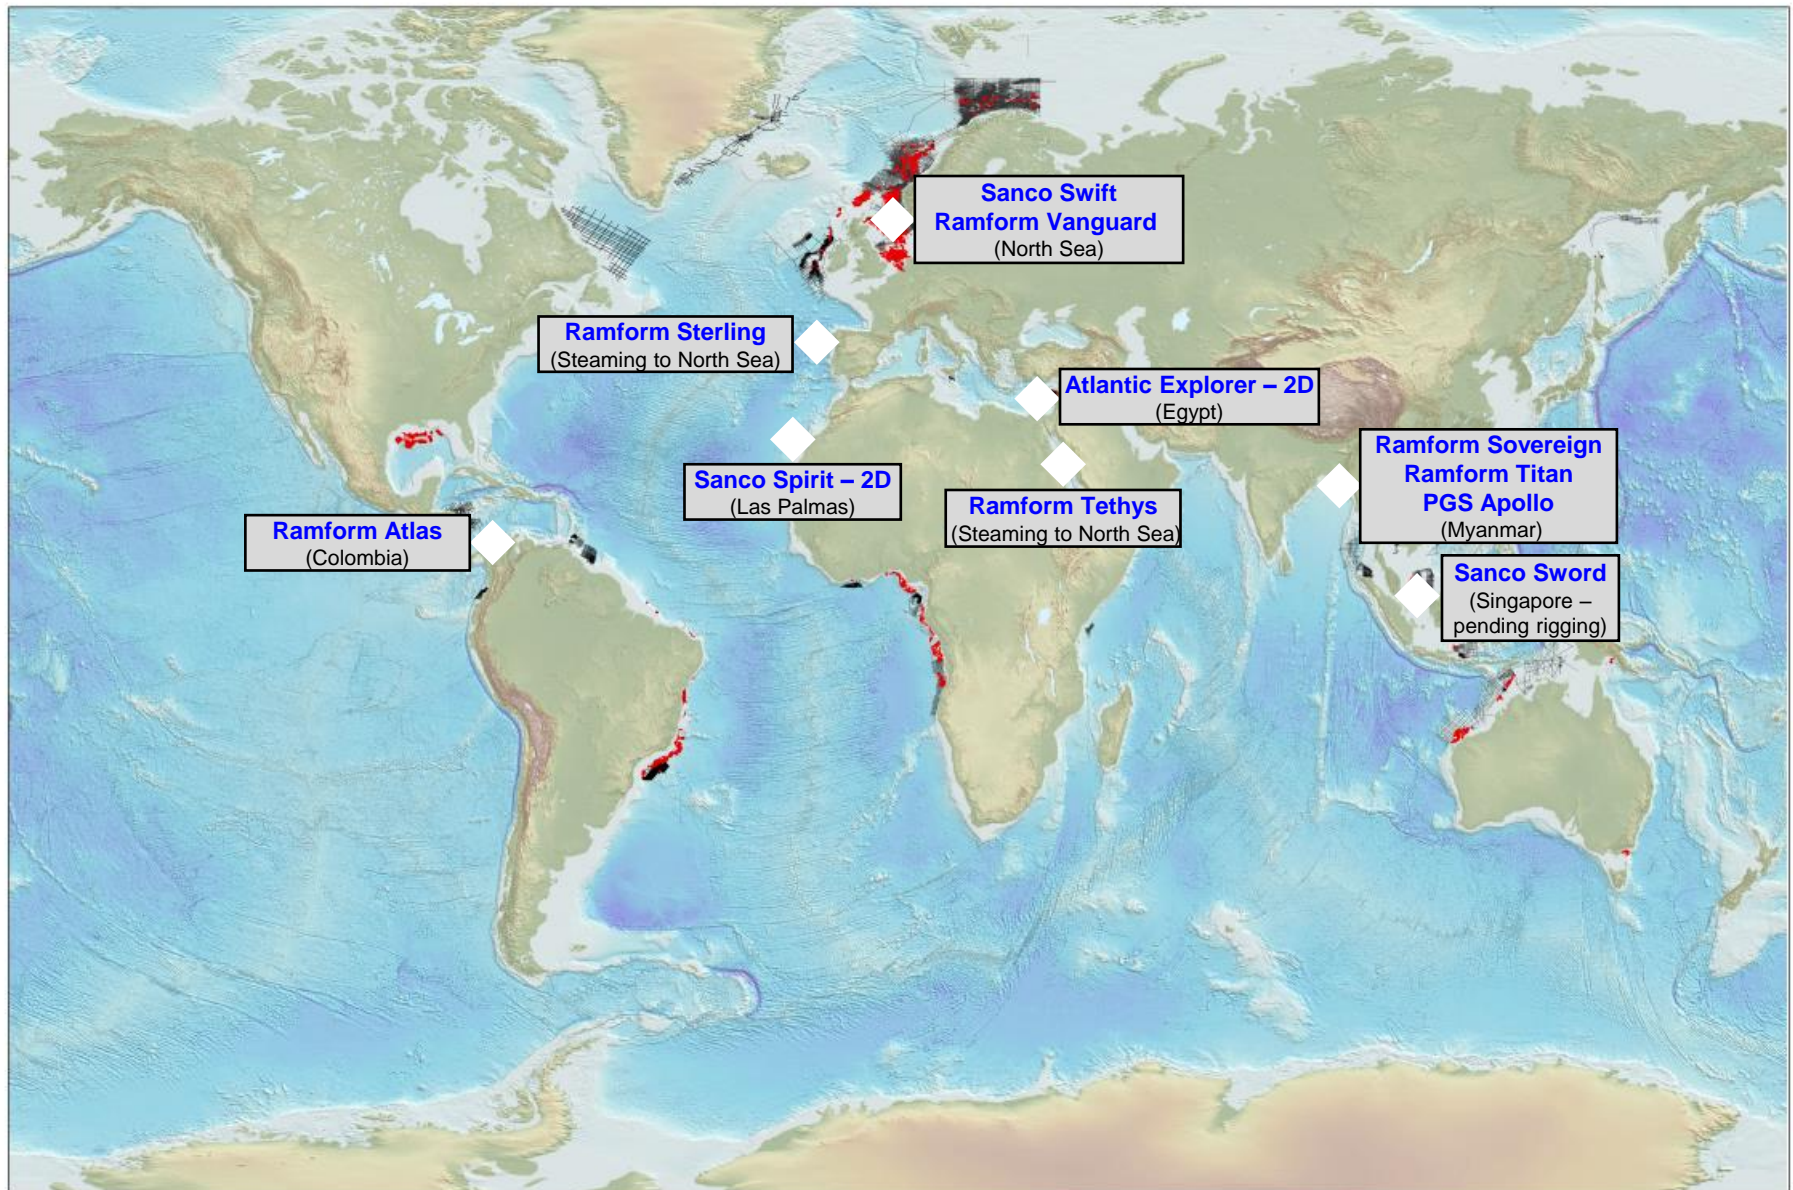 Sanco Swift
Ramform Vanguard
(North Sea)
Ramform Sterling
(Steaming to North Sea)
Atlantic Explorer – 2D
(Egypt)
Sanco Spirit – 2D
(Las Palmas)
Ramform Tethys
(Steaming to North Sea)
Ramform Sovereign
Ramform Titan
PGS Apollo
(Myanmar)
Ramform Atlas
(Colombia)
Sanco Sword
(Singapore –
pending rigging)